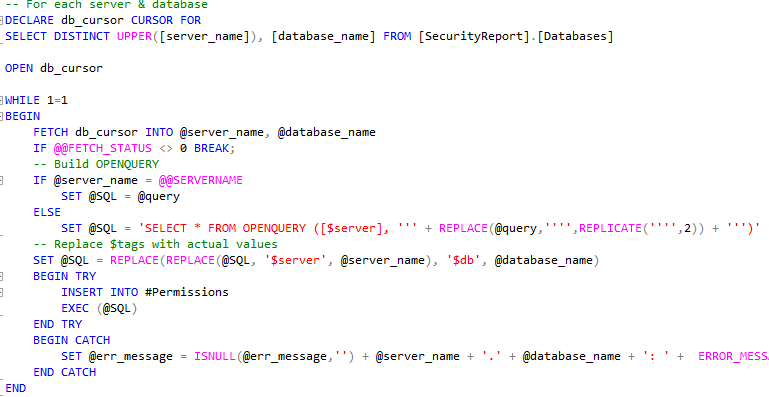 -- For each server & database
DECLARE db_cursor CURSOR FOR
SELECT DISTINCT UPPER([server_name]), [database_name] FROM [SecurityReport].[Databases]
OPEN db_cursor
WHILE 1=1
BEGIN
FETCH db_cursor INTO @server_name, @database_name
IF @@FETCH_STATUS <> 0 BREAK;
-- Build OPENQUERY
IF @server_name = @@SERVERNAME
SET @SQL = @query
ELSE
SET @SQL = 'SELECT * FROM OPENQUERY ([$server], ''' + REPLACE(@query,'''',REPLICATE('''',2)) + ''')'
-- Replace $tags with actual values
SET @SQL = REPLACE(REPLACE(@SQL, '$server', @server_name), '$db', @database_name)
BEGIN TRY
INSERT INTO #Permissions
EXEC (@SQL)
END TRY
BEGIN CATCH
SET @err_message = ISNULL(@err_message,'') + @server_name + '.' + @database_name + ': ' + ERROR_MESS
END CATCH
END